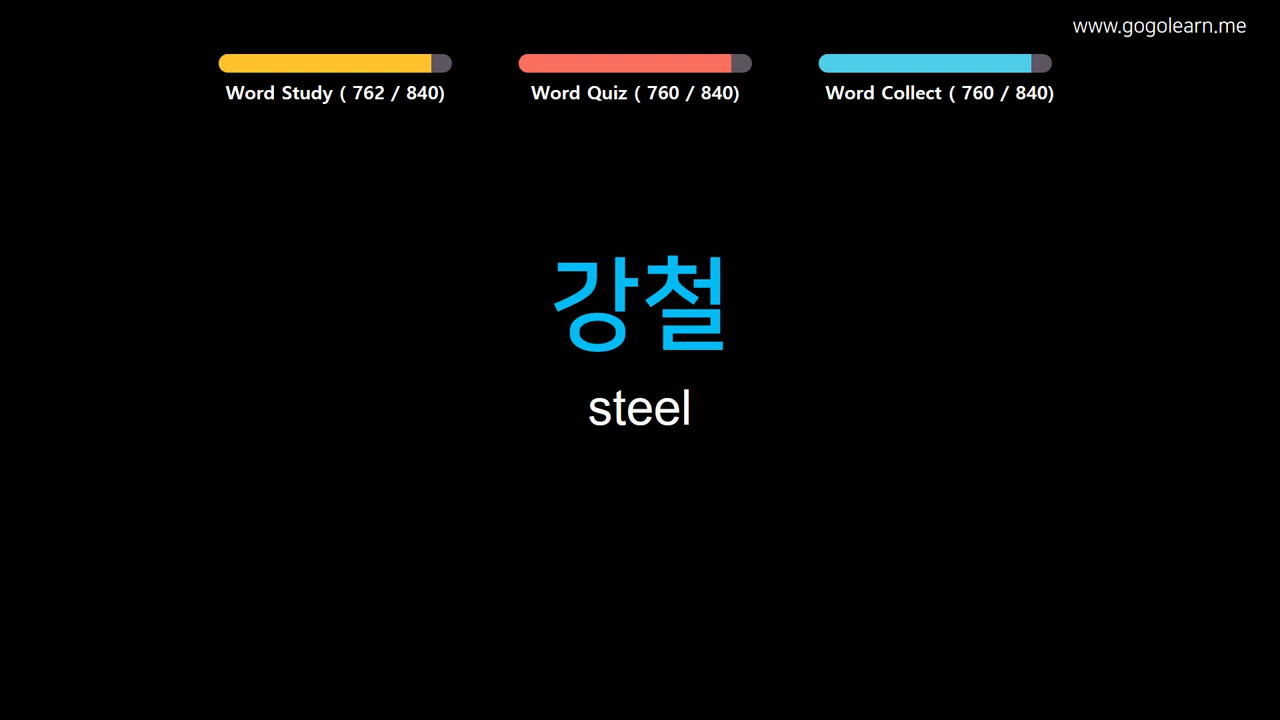 www.gogolearn.me
Word Study ( 762 / 840)
Word Quiz ( 760 / 840)
Word Collect ( 760 / 840)
강철
steel